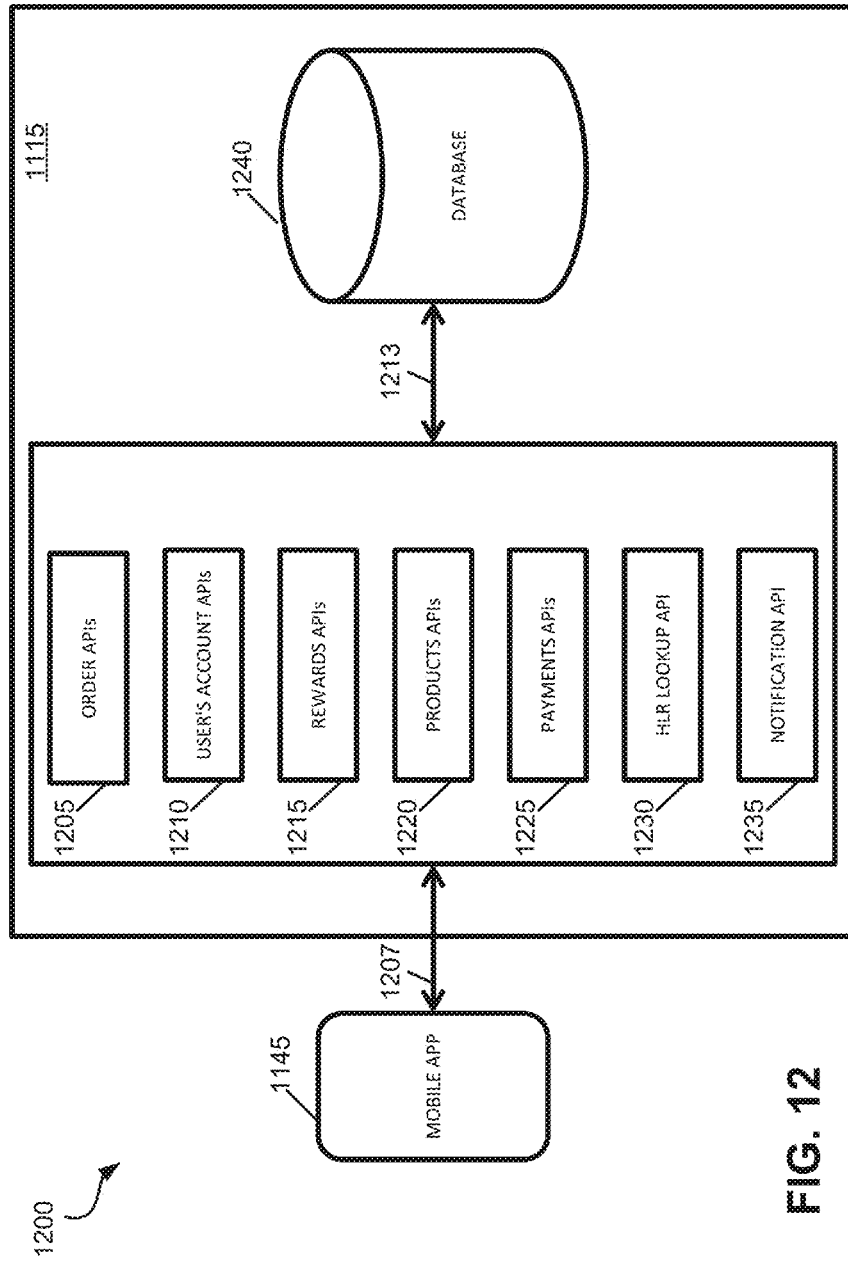 1200
1145
MOBILE APP
1207
1205
ORDER APIs
1210
USER'S ACCOUNT APIs
1215
REWARDS APIs
1220
PRODUCTS APIs
1225
PAYMENTS APIs
1230
HLR LOOKUP API
1235
NOTIFICATION API
1213
1240
DATABASE
1115
FIG. 12